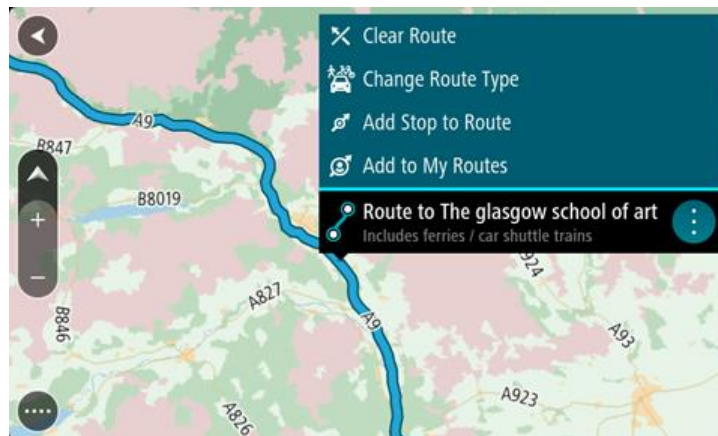 Clear Route
Change Route Type
Add Stop to Route
Add to My Routes
Route to The glasgow school of art
Includes ferries / car shuttle trains
A9
B847
B8019
A827
A9
B846
A924
A93
A923
A826